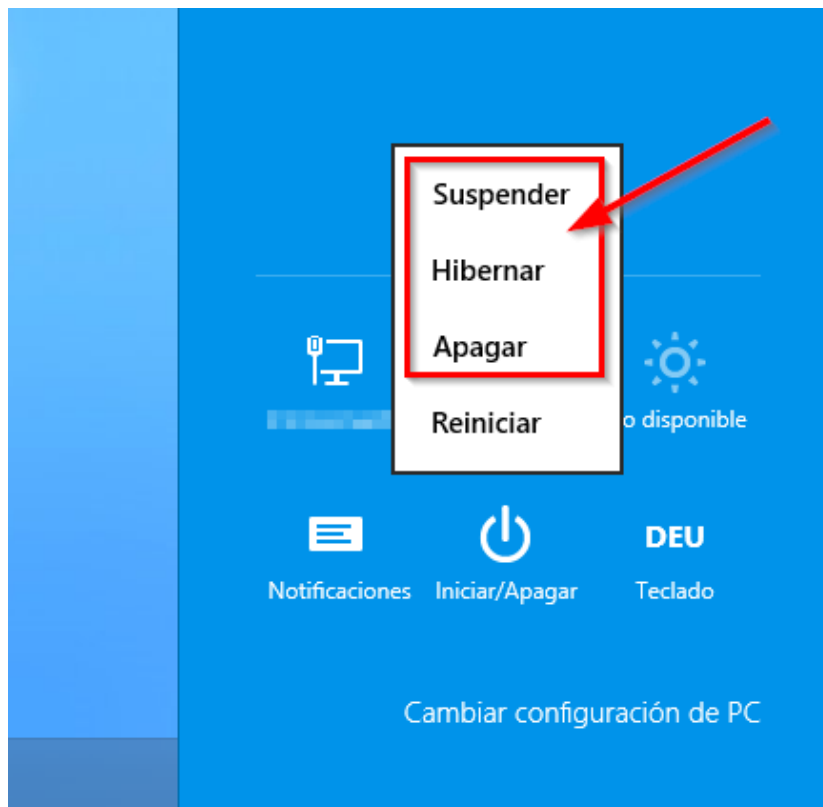 Suspender
Hibernar
Apagar
Reiniciar
o disponible
Notificaciones
Iniciar/Apagar
DEU
Teclado
Cambiar configuración de PC